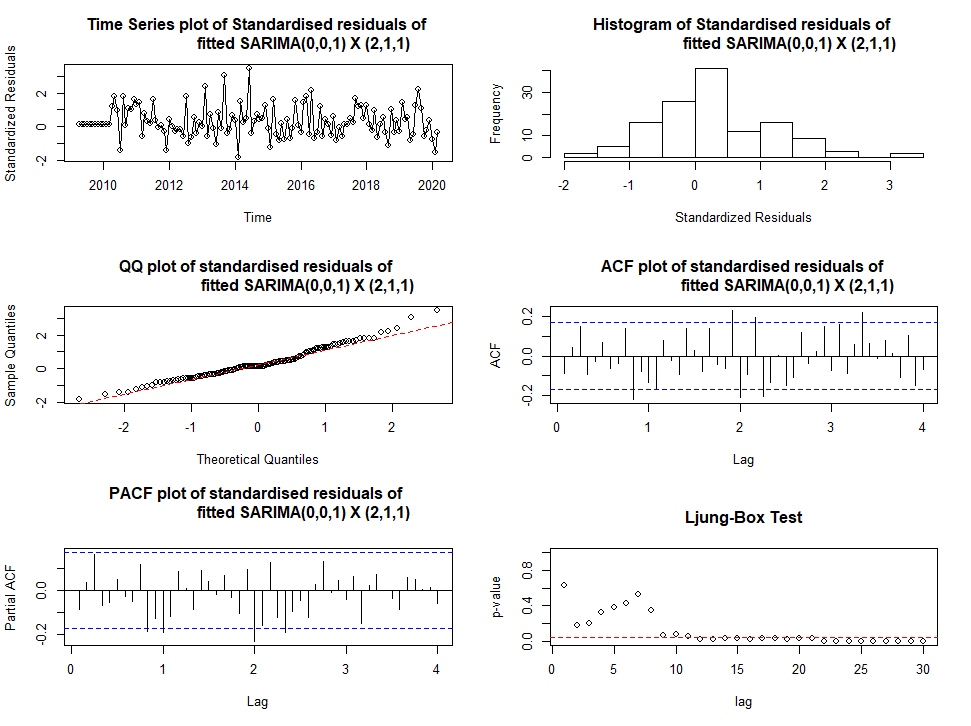 Time Series plot of Standardised residuals of
fitted SARIMA(0,0,1) X (2,1,1)
Standardized Residuals
-2 0 2
2010 2012 2014 2016 2018 2020
Time
Histogram of Standardised residuals of
fitted SARIMA(0,0,1) X (2,1,1)
Frequency
0 10 30
-2 -1 0 1 2 3
Standardized Residuals
QQ plot of standardised residuals of
fitted SARIMA(0,0,1) X (2,1,1)
Sample Quantiles
-2 0 2
-2 -1 0 1 2
Theoretical Quantiles
ACF plot of standardised residuals of
fitted SARIMA(0,0,1) X (2,1,1)
ACF
-0.2 0.0 0.2
0 1 2 3 4
Lag
PACF plot of standardised residuals of
fitted SARIMA(0,0,1) X (2,1,1)
Partial ACF
-0.2 0.0
0 1 2 3 4
Lag
Ljung-Box Test
p-value
0.0 0.4 0.8
0 5 10 15 20 25 30
lag